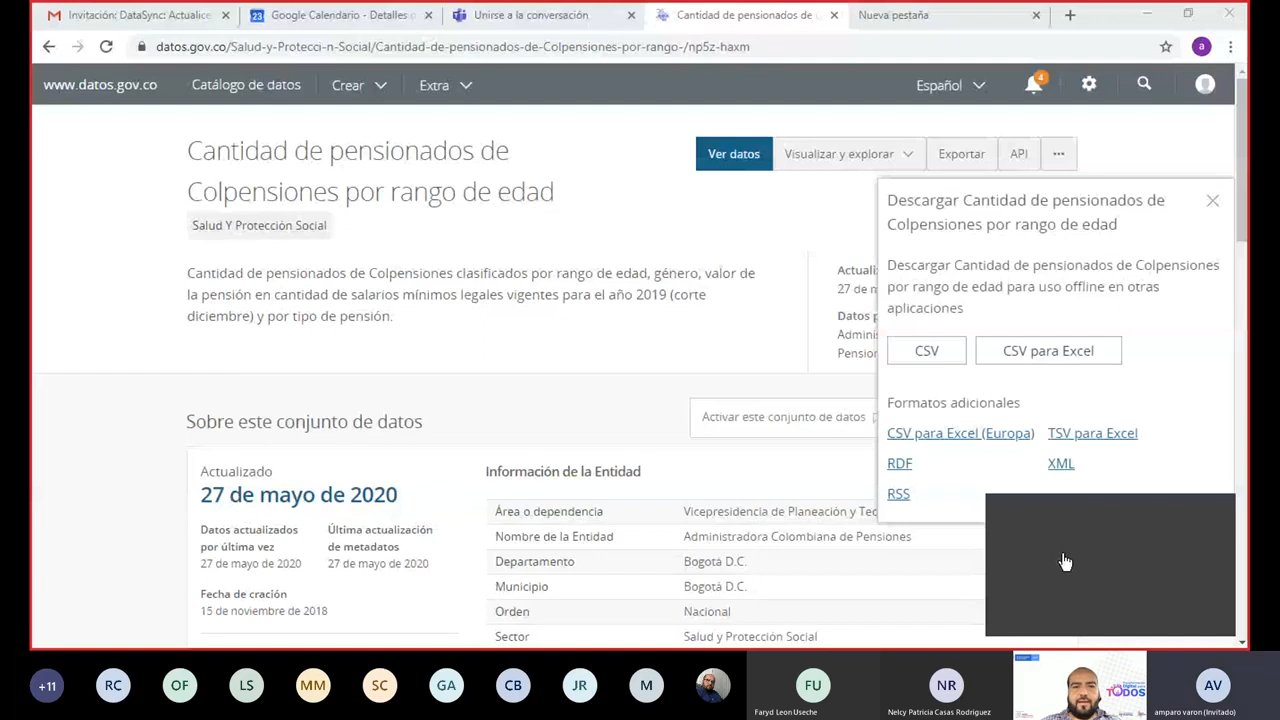 Invitación: DataSync: Actualice
Google Calendario - Detalles
Unirse a la conversación
Cantidad de pensionados de
Nueva pestaña
datos.gov.co/Salud-y-Protecci-n-Social/Cantidad-de-pensionados-de-Colpensiones-por-rango-/np5z-haxm
a
www.datos.gov.co
Catálogo de datos
Crear
Extra
Español
4
Cantidad de pensionados de
Colpensiones por rango de edad
Salud Y Protección Social
Ver datos
Visualizar y explorar
Exportar
API
Cantidad de pensionados de Colpensiones clasificados por rango de edad, género, valor de
la pensión en cantidad de salarios mínimos legales vigentes para el año 2019 (corte
diciembre) y por tipo de pensión.
Descargar Cantidad de pensionados de
Colpensiones por rango de edad
Descargar Cantidad de pensionados de Colpensiones
por rango de edad para uso offline en otras
aplicaciones
CSV
CSV para Excel
Formatos adicionales
CSV para Excel (Europa)
TSV para Excel
RDF
XML
RSS
Sobre este conjunto de datos
Activar este conjunto de datos
Actualizado
27 de mayo de 2020
Datos actualizados
por última vez
27 de mayo de 2020
Última actualización
de metadatos
27 de mayo de 2020
Fecha de cración
15 de noviembre de 2018
Información de la Entidad
Área o dependencia
Vicepresidencia de Planeación y Tec
Nombre de la Entidad
Administradora Colombiana de Pensiones
Departamento
Bogotá D.C.
Municipio
Bogotá D.C.
Orden
Nacional
Sector
Salud y Protección Social
+11
RC
OF
LS
MM
SC
GA
CB
JR
M
FU
Faryd Leon Useche
NR
Nelcy Patricia Casas Rodriguez
TODOS
AV
amparo varon (Invitado)